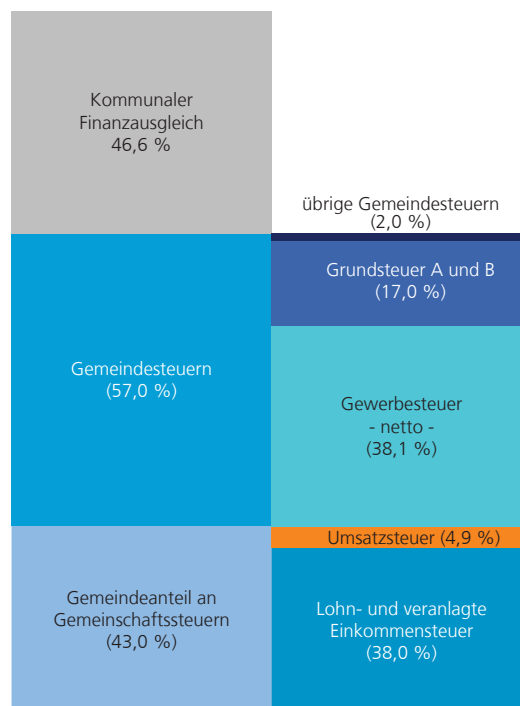 Kommunaler
Finanzausgleich
46,6 %
übrige Gemeindesteuern
(2,0 %)
Grundsteuer A und B
(17,0 %)
Gemeindesteuern
(57,0 %)
Gewerbesteuer
- netto -
(38,1 %)
Umsatzsteuer (4,9 %)
Gemeindeanteil an
Gemeinschaftssteuern
(43,0 %)
Lohn- und veranlagte
Einkommensteuer
(38,0 %)